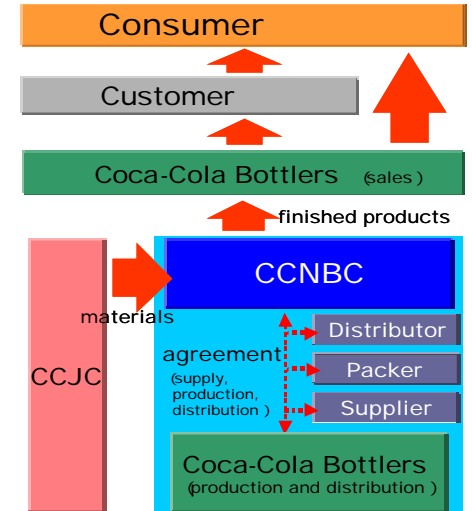 Consumer
Customer
Coca-Cola Bottlers (sales )
finished products
CCNBC
materials
Distributor
agreement
CCJC
(supply,
production,
distribution )
Packer
Supplier
Coca-Cola Bottlers
(production and distribution )